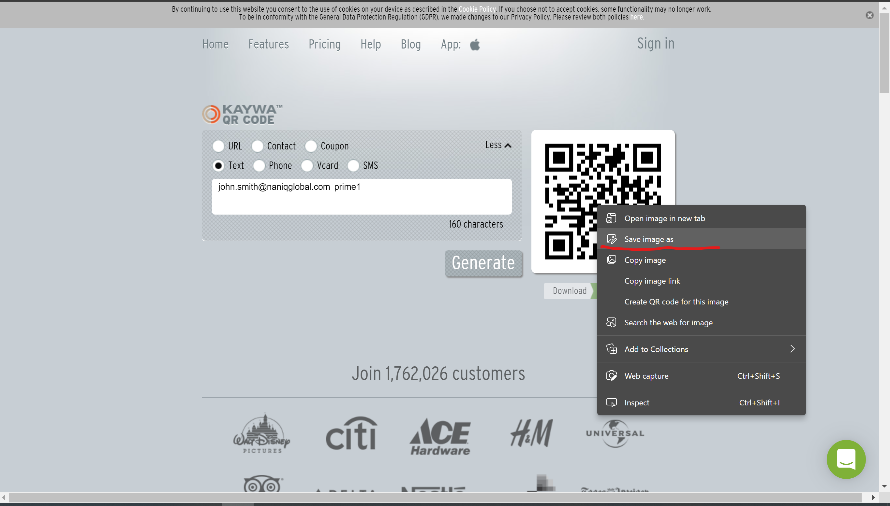 By continuing to use this website you consent to the use of cookies on your device as described in the Cookie Policy. If you choose not to accept cookies, some functionality may no longer work.
To be in conformity with the General Data Protection Regulation (GDPR), we made changes to our Privacy Policy. Please review both policies here.
Home Features Pricing Help Blog App: Sign in
KAYWA™
QR CODE
URL Contact Coupon Less
Text Phone Vcard SMS
john.smith@naniqglobal.com prime1
160 characters
Generate
Download
Open image in new tab
Save image as
Copy image
Copy image link
Create QR code for this image
Search the web for image
Add to Collections
Web capture Ctrl+Shift+S
Inspect Ctrl+Shift+I
Join 1,762,026 customers
WALT DISNEY
PICTURES
citi
ACE
Hardware
H&M
UNIVERSAL